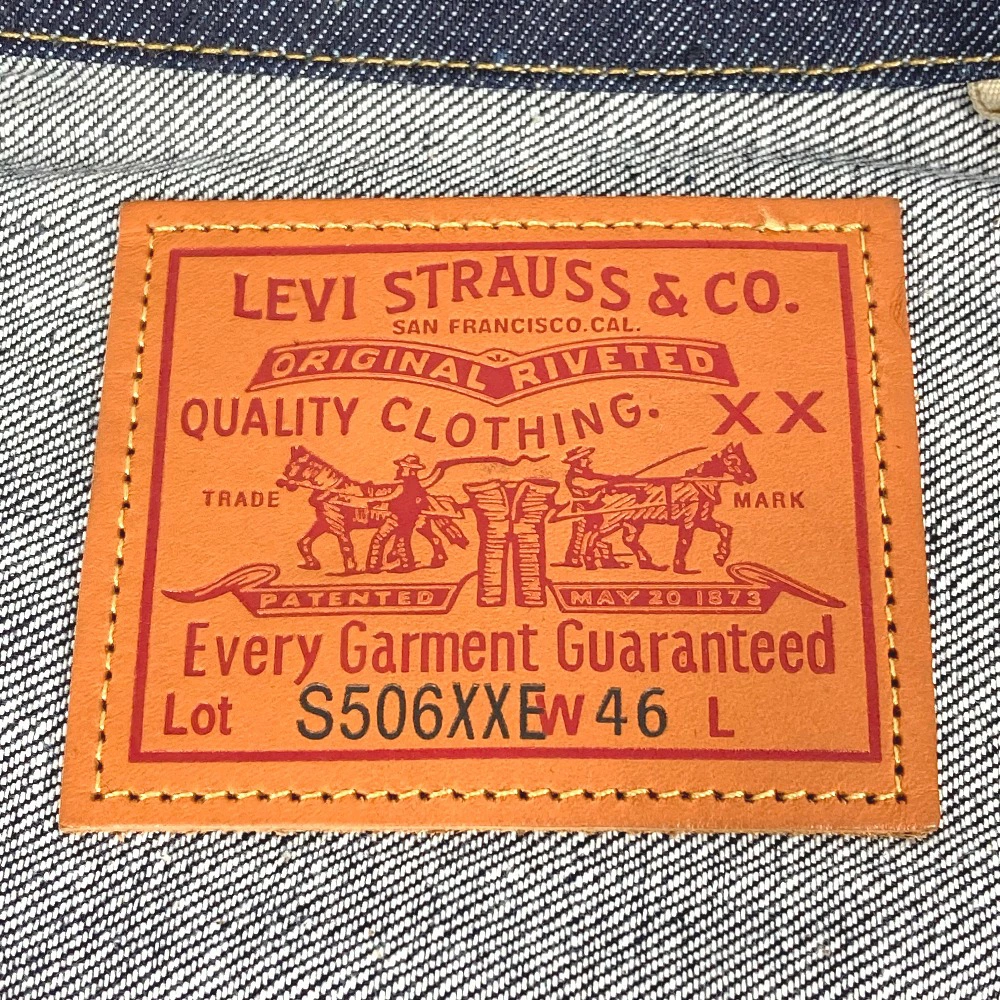 LEVI STRAUSS & CO.
SAN FRANCISCO.CAL.
ORIGINAL RIVETED
QUALITY CLOTHING. XX
TRADE MARK
PATENTED MAY 20 1873
Every Garment Guaranteed
Lot S506XXE W 46 L